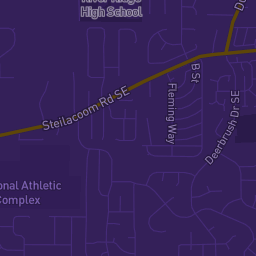 High School
B St
Steilacoom Rd SE
Fleming Way
Deerbrush Dr SE
onal Athletic
Complex